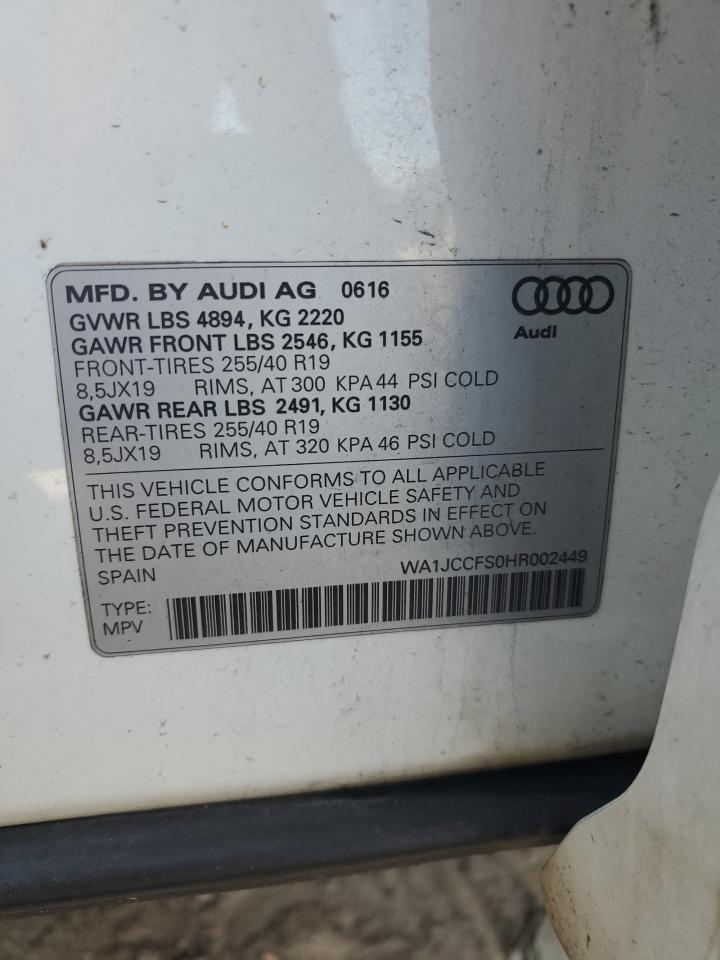 MFD. BY AUDI AG 0616
Audi
GVWR LBS 4894, KG 2220
GAWR FRONT LBS 2546, KG 1155
FRONT-TIRES 255/40 R19
8,5JX19 RIMS, AT 300 KPA 44 PSI COLD
GAWR REAR LBS 2491, KG 1130
REAR-TIRES 255/40 R19
8,5JX19 RIMS, AT 320 KPA 46 PSI COLD
THIS VEHICLE CONFORMS TO ALL APPLICABLE
U.S. FEDERAL MOTOR VEHICLE SAFETY AND
THEFT PREVENTION STANDARDS IN EFFECT ON
THE DATE OF MANUFACTURE SHOWN ABOVE.
SPAIN WA1JCCFS0HR002449
TYPE:
MPV